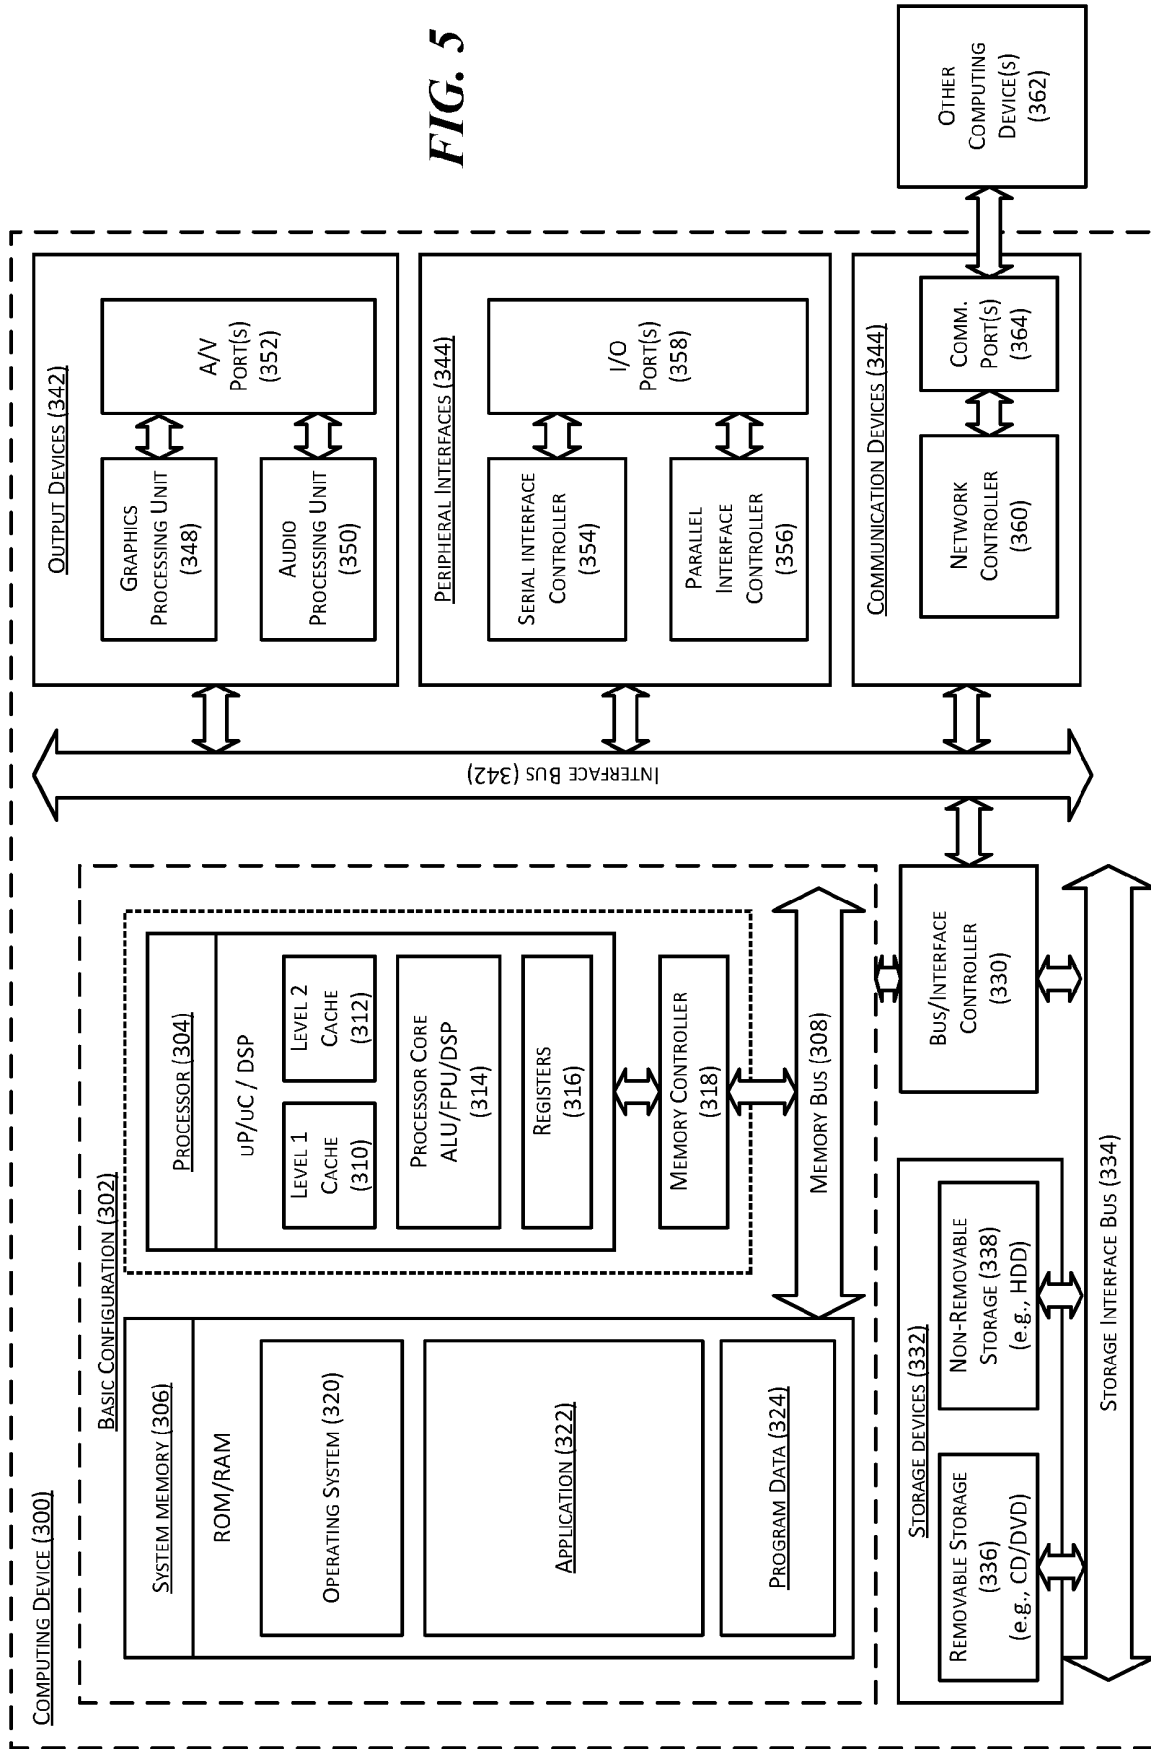 COMPUTING DEVICE (300)
BASIC CONFIGURATION (302)
SYSTEM MEMORY (306)
ROM/RAM
OPERATING SYSTEM (320)
APPLICATION (322)
PROGRAM DATA (324)
PROCESSOR (304)
UP/UC / DSP
LEVEL 1
CACHE
(310)
LEVEL 2
CACHE
(312)
PROCESSOR CORE
ALU/FPU/DSP
(314)
REGISTERS
(316)
MEMORY CONTROLLER
(318)
MEMORY BUS (308)
STORAGE DEVICES (332)
REMOVABLE STORAGE
(336)
(e.g., CD/DVD)
NON-REMOVABLE
STORAGE (338)
(e.g., HDD)
STORAGE INTERFACE BUS (334)
BUS/INTERFACE
CONTROLLER
(330)
INTERFACE BUS (342)
OUTPUT DEVICES (342)
GRAPHICS
PROCESSING UNIT
(348)
AUDIO
PROCESSING UNIT
(350)
A/V
PORT(S)
(352)
PERIPHERAL INTERFACES (344)
SERIAL INTERFACE
CONTROLLER
(354)
PARALLEL
INTERFACE
CONTROLLER
(356)
I/O
PORT(S)
(358)
COMMUNICATION DEVICES (344)
NETWORK
CONTROLLER
(360)
COMM.
PORT(S)
(364)
OTHER
COMPUTING
DEVICE(S)
(362)
FIG. 5